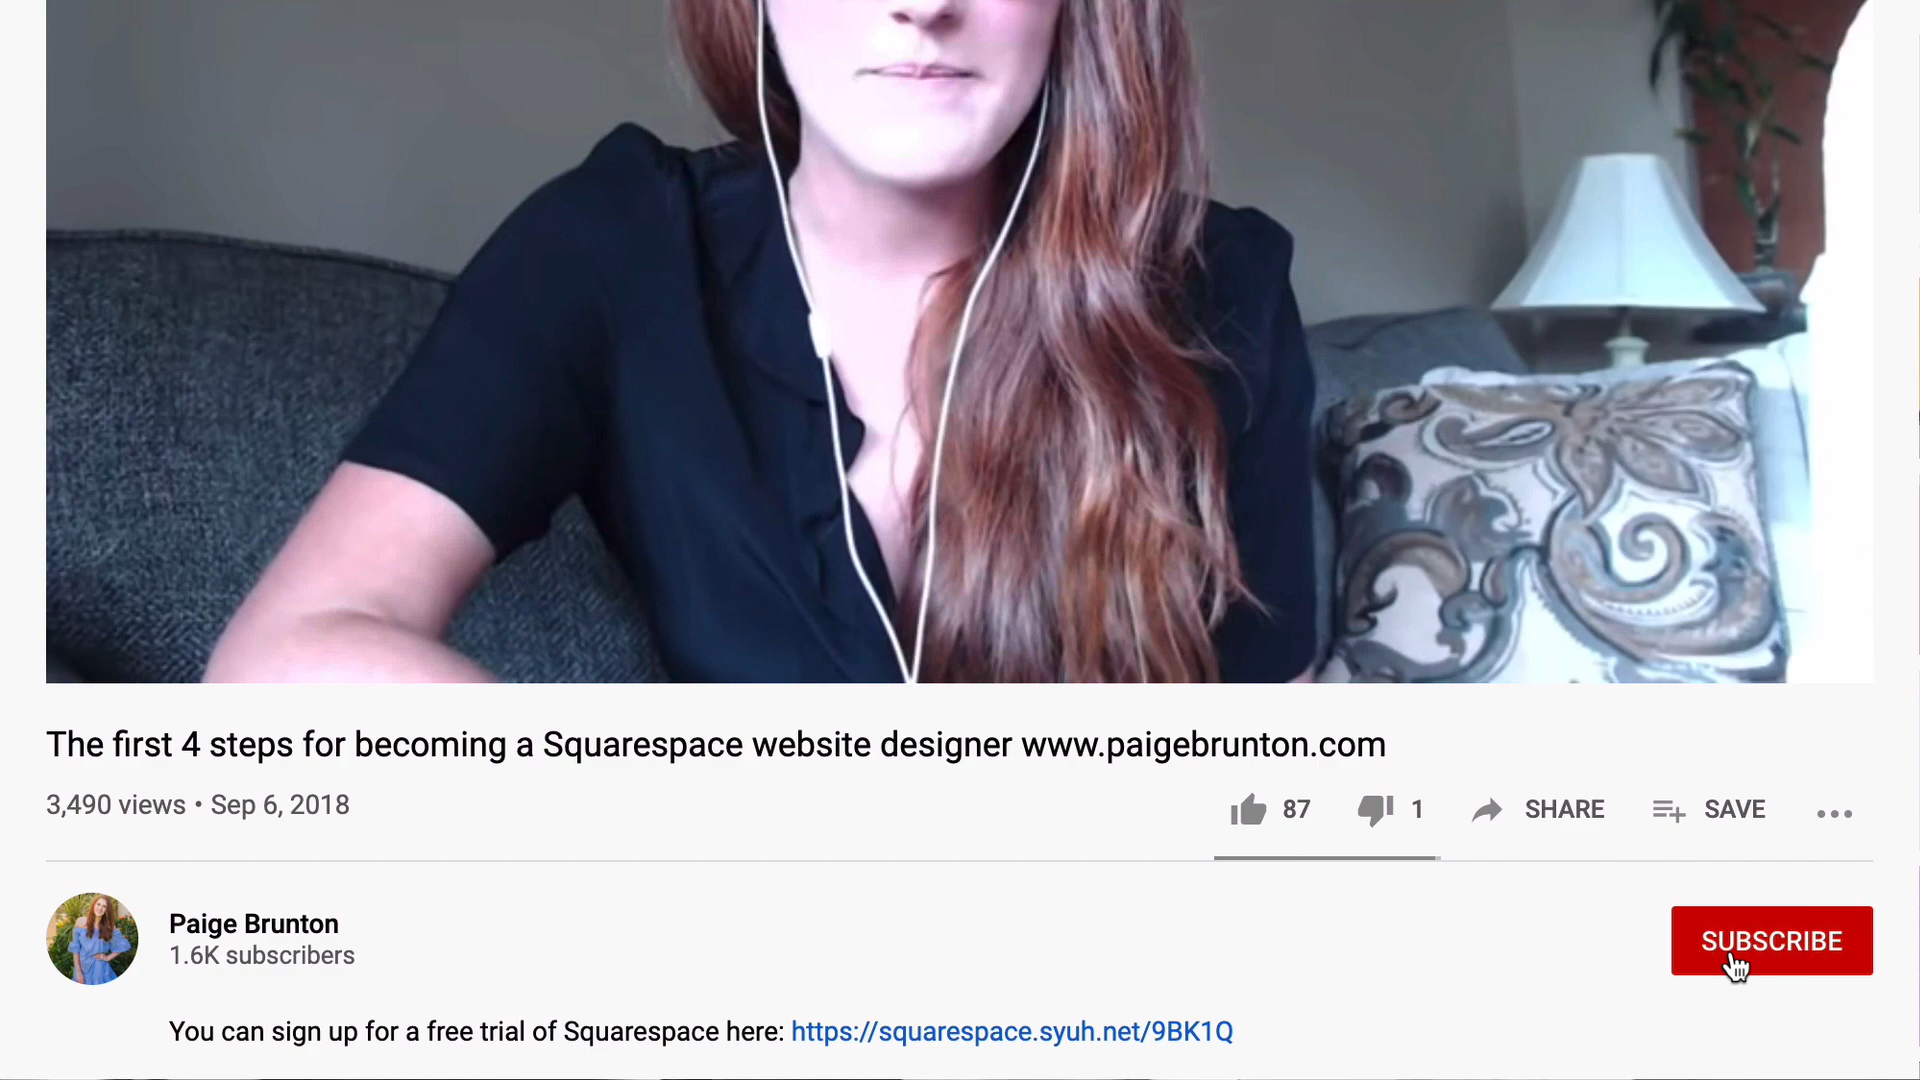 The first 4 steps for becoming a Squarespace website designer www.paigebrunton.com
3,490 views • Sep 6, 2018
87
1
SHARE
SAVE
Paige Brunton
1.6K subscribers
SUBSCRIBE
You can sign up for a free trial of Squarespace here: https://squarespace.syuh.net/9BK1Q